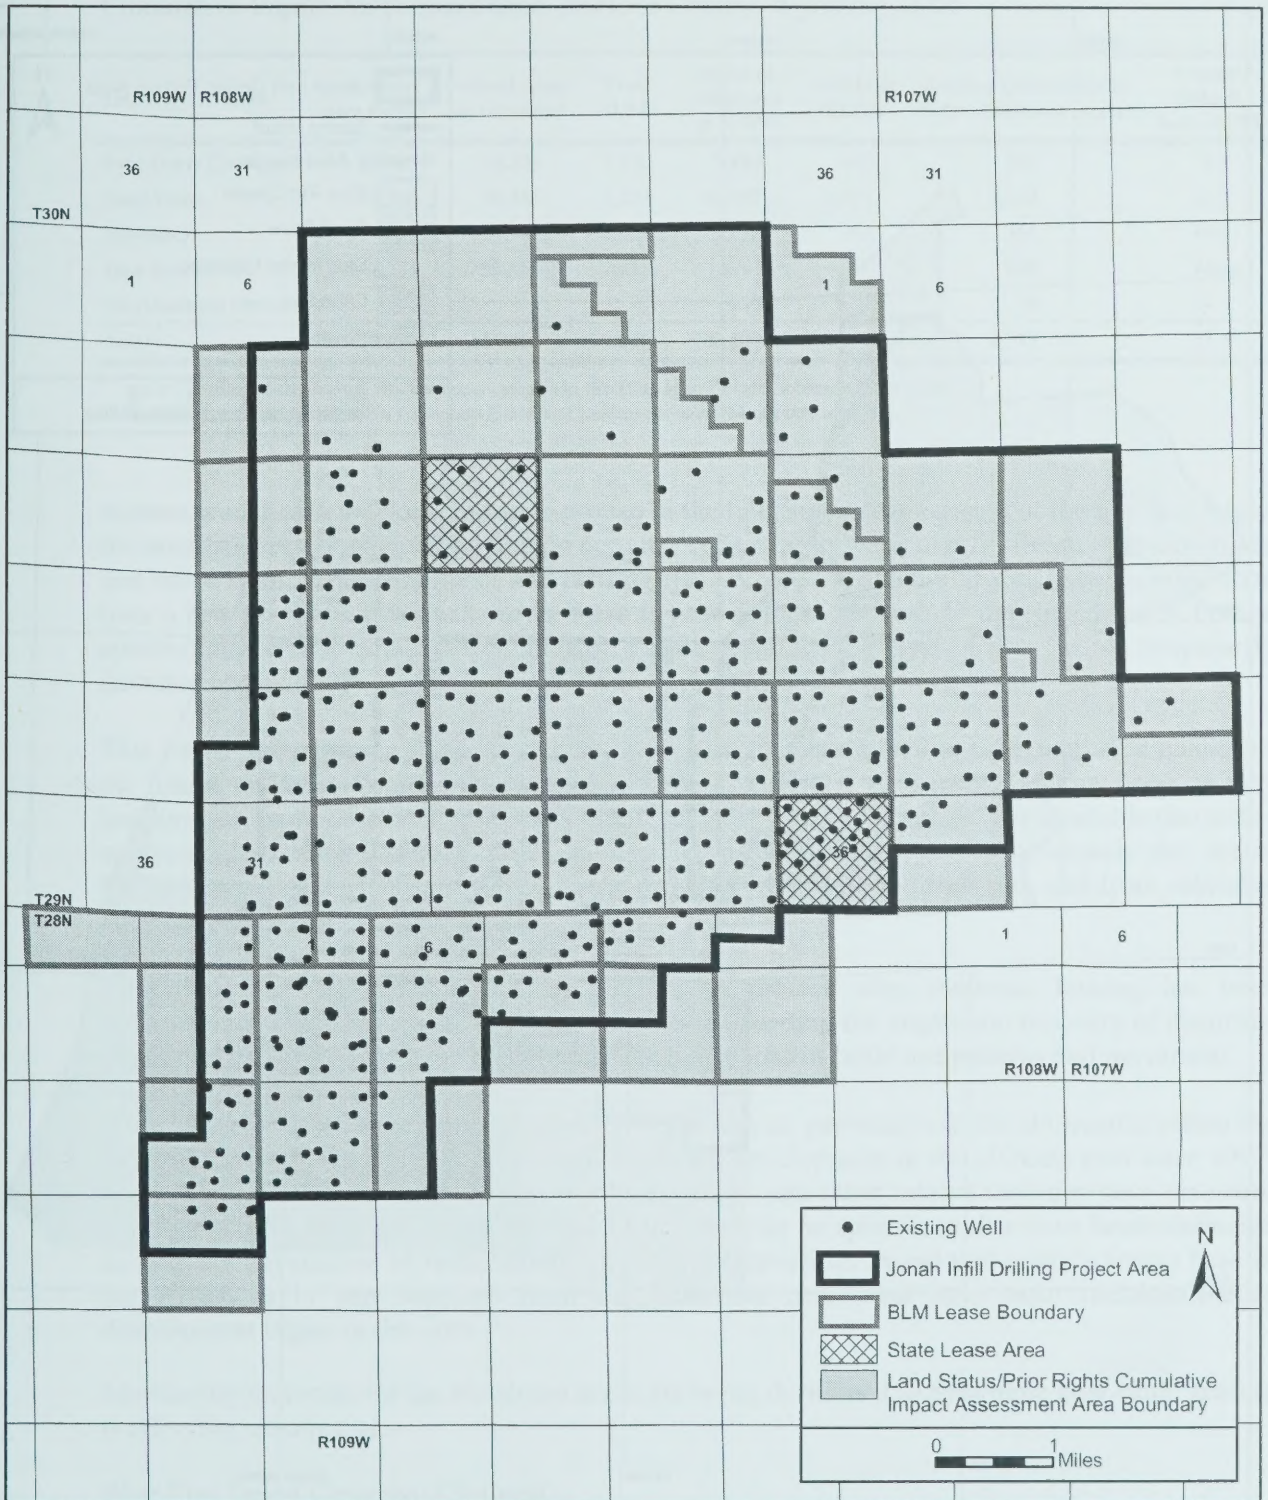 R109W R108W R107W
36 31 36 31
T30N
1 6 1 6
36 31 36
T29N
T28N
1 6 1 6
R108W R107W
Existing Well
N
Jonah Infill Drilling Project Area
BLM Lease Boundary
State Lease Area
Land Status/Prior Rights Cumulative
Impact Assessment Area Boundary
R109W
0 1
Miles